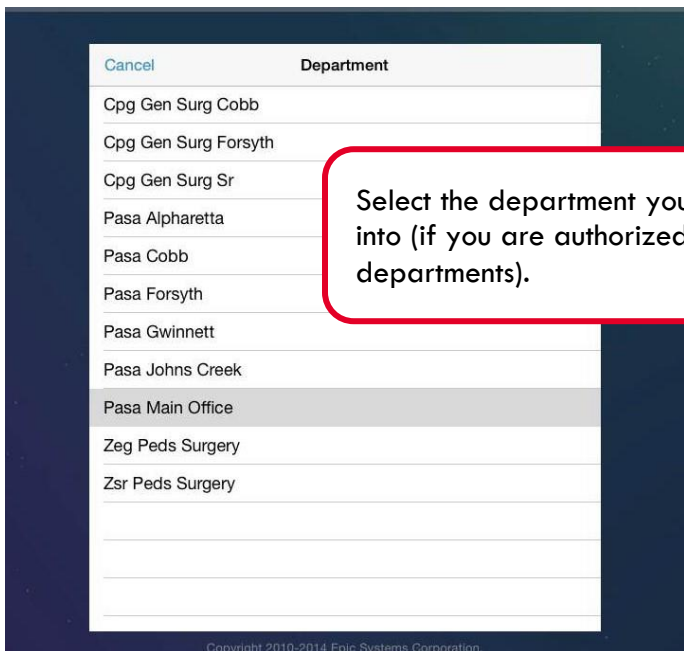 Cancel Department
Cpg Gen Surg Cobb
Cpg Gen Surg Forsyth
Cpg Gen Surg Sr
Pasa Alpharetta
Pasa Cobb
Pasa Forsyth
Pasa Gwinnett
Pasa Johns Creek
Pasa Main Office
Zeg Peds Surgery
Zsr Peds Surgery
Select the department you
into (if you are authorized
departments).
Copyright 2010-2014 Epic Systems Corporation.